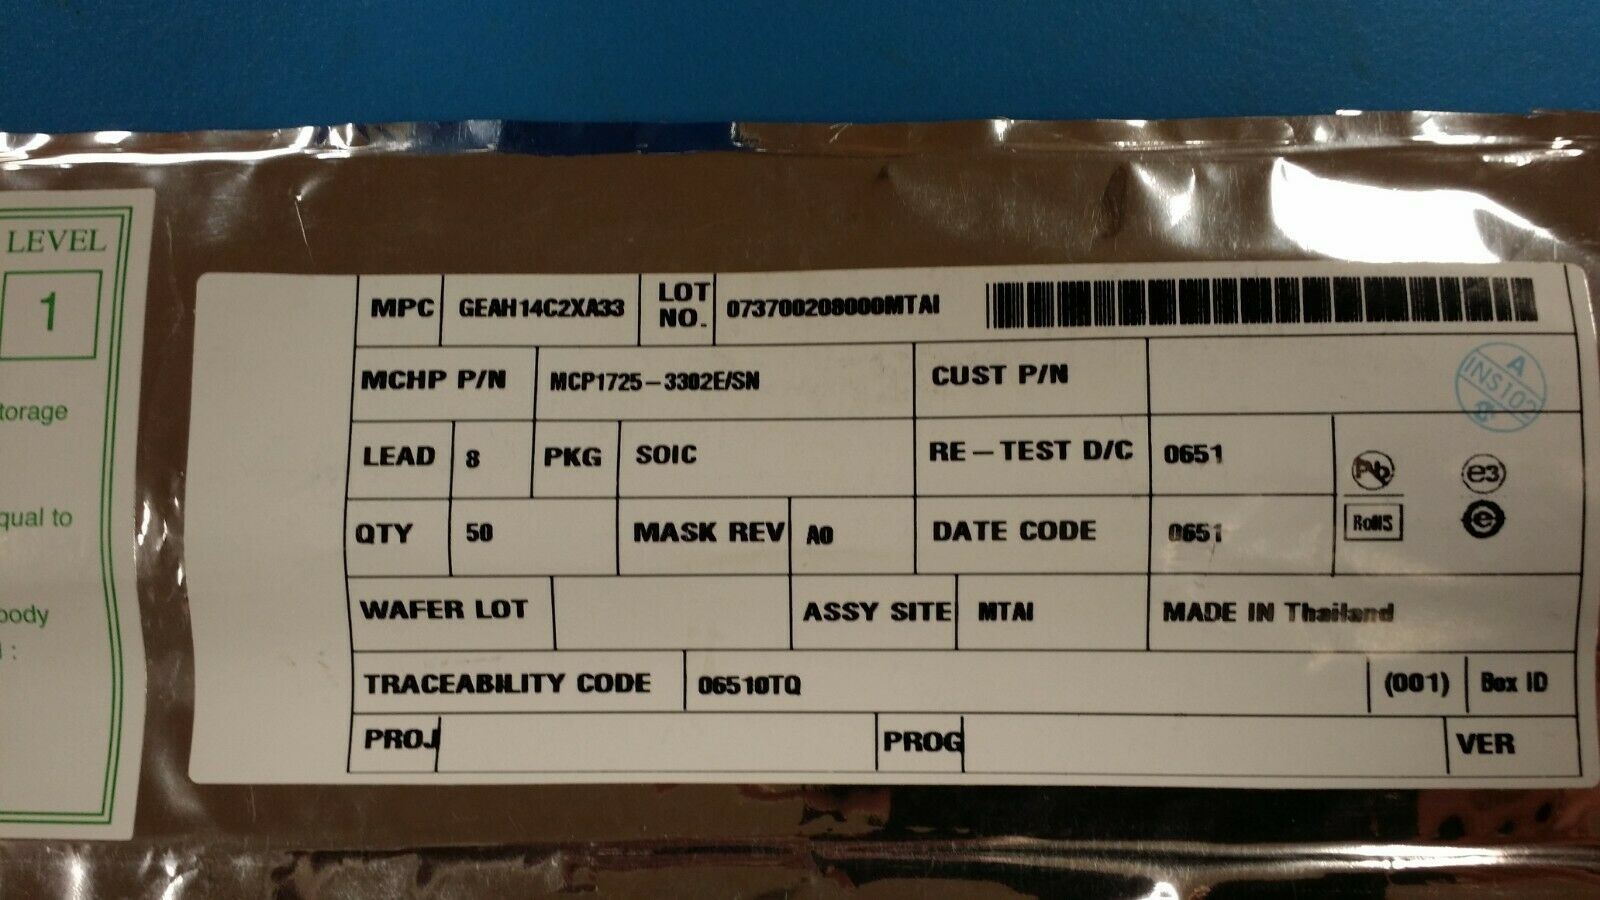 LEVEL
1
torage
qual to
body
:
MPC GEAH14C2XA33 LOT NO. 073700208000MTAI
MCHP P/N MCP1725-3302E/SN CUST P/N
A
INS102
LEAD 8 PKG SOIC RE-TEST D/C 0651
Pb
e3
QTY 50 MASK REV A0 DATE CODE 0651
RoHS
e
WAFER LOT ASSY SITE MTAI MADE IN Thailand
TRACEABILITY CODE 06510TQ (001) Box ID
PROJ PROG VER